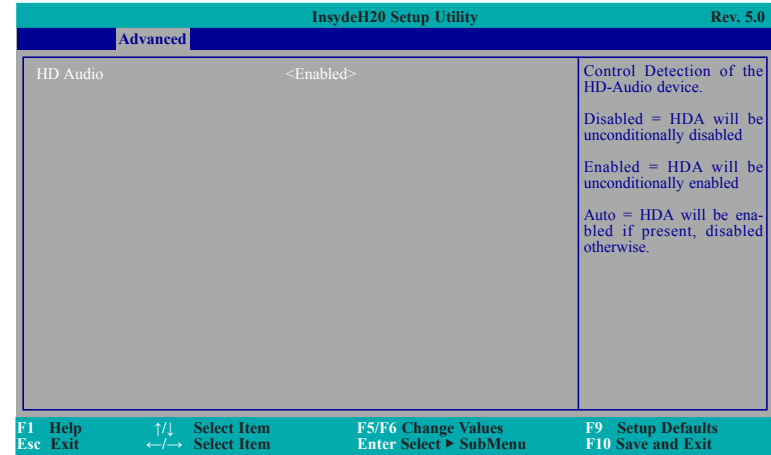 InsydeH20 Setup Utility Rev. 5.0
Advanced
HD Audio <Enabled>
Control Detection of the
HD-Audio device.
Disabled = HDA will be
unconditionally disabled
Enabled = HDA will be
unconditionally enabled
Auto = HDA will be ena-
bled if present, disabled
otherwise.
F1 Help ↑/↓ Select Item F5/F6 Change Values F9 Setup Defaults
Esc Exit ←/→ Select Item Enter Select ▶ SubMenu F10 Save and Exit